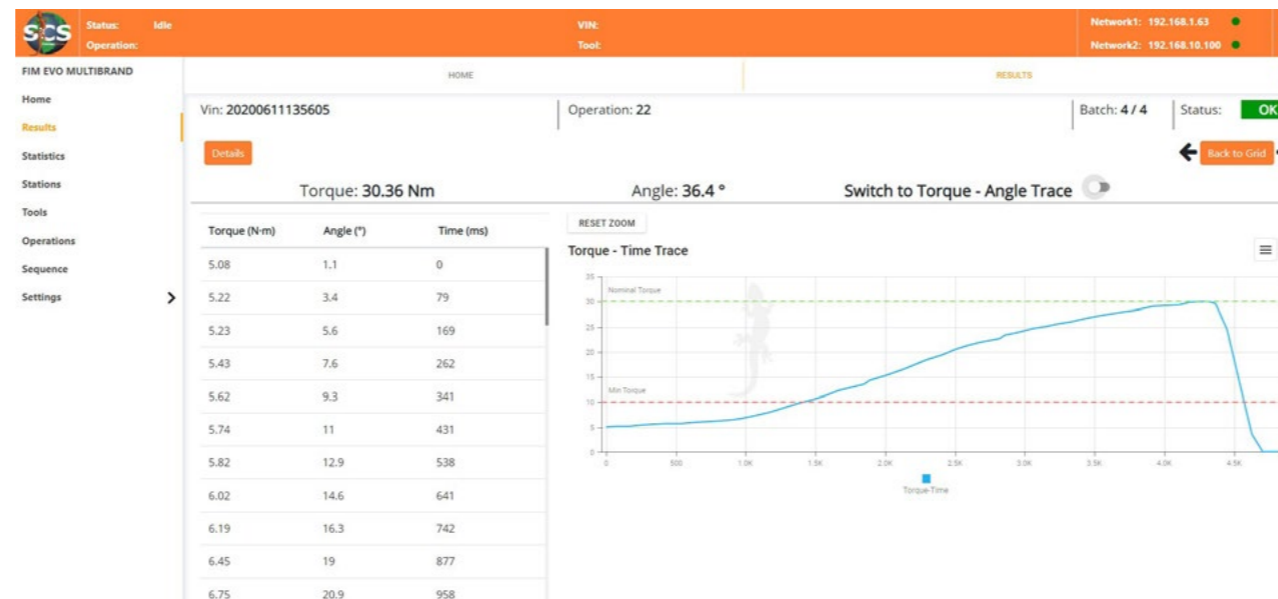 SCS
Status: Idle
Operation:
VIN:
Tool:
Network1: 192.168.1.63
Network2: 192.168.10.100
FIM EVO MULTIBRAND
Home
Results
Statistics
Stations
Tools
Operations
Sequence
Settings
HOME
RESULTS
Vin: 20200611135605
Operation: 22
Batch: 4 / 4
Status: OK
Details
Back to Grid
Torque: 30.36 Nm
Angle: 36.4 °
Switch to Torque - Angle Trace
Torque (N·m) Angle (°) Time (ms)
5.08 1.1 0
5.22 3.4 79
5.23 5.6 169
5.43 7.6 262
5.62 9.3 341
5.74 11 431
5.82 12.9 538
6.02 14.6 641
6.19 16.3 742
6.45 19 877
6.75 20.9 958
RESET ZOOM
Torque - Time Trace
35
Nominal Torque
30
25
20
15
Min Torque
10
5
0
0 500 1.0K 1.5K 2.0K 2.5K 3.0K 3.5K 4.0K 4.5K
Torque-Time